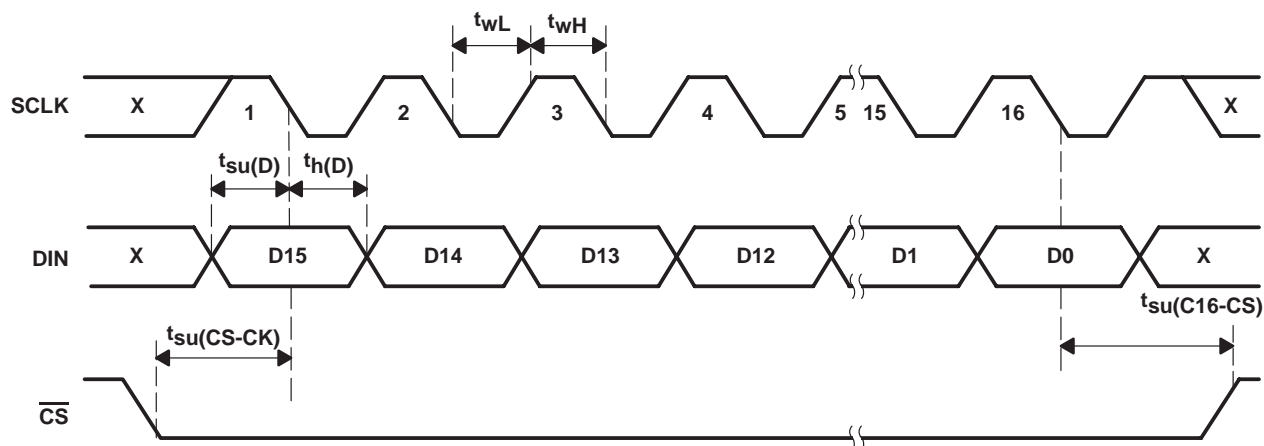 twL twH
SCLK X 1 2 3 4 5 15 16 X
tsu(D) th(D)
DIN X D15 D14 D13 D12 D1 D0 X
tsu(CS-CK) tsu(C16-CS)
CS